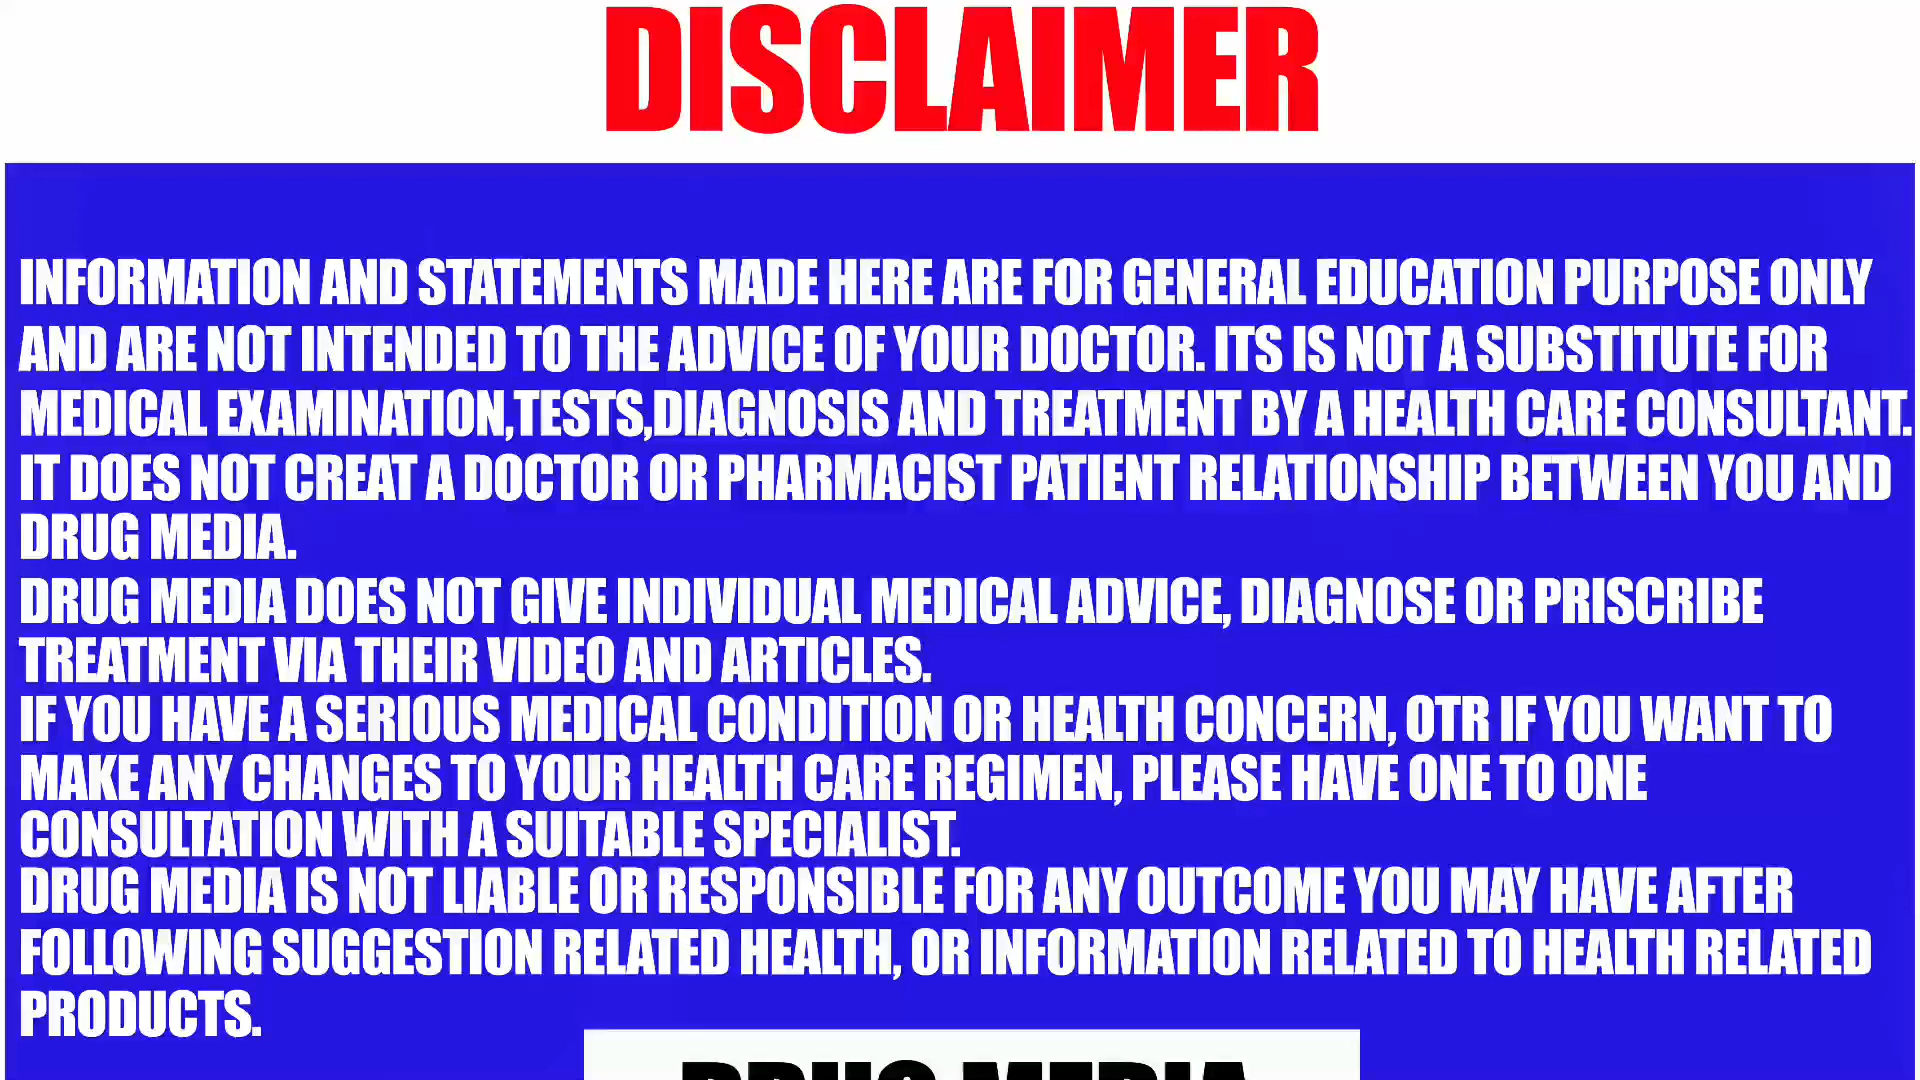 DISCLAIMER
INFORMATION AND STATEMENTS MADE HERE ARE FOR GENERAL EDUCATION PURPOSE ONLY
AND ARE NOT INTENDED TO THE ADVICE OF YOUR DOCTOR. ITS IS NOT A SUBSTITUTE FOR
MEDICAL EXAMINATION,TESTS,DIAGNOSIS AND TREATMENT BY A HEALTH CARE CONSULTANT.
IT DOES NOT CREAT A DOCTOR OR PHARMACIST PATIENT RELATIONSHIP BETWEEN YOU AND
DRUG MEDIA.
DRUG MEDIA DOES NOT GIVE INDIVIDUAL MEDICAL ADVICE, DIAGNOSE OR PRISCRIBE
TREATMENT VIA THEIR VIDEO AND ARTICLES.
IF YOU HAVE A SERIOUS MEDICAL CONDITION OR HEALTH CONCERN, OTR IF YOU WANT TO
MAKE ANY CHANGES TO YOUR HEALTH CARE REGIMEN, PLEASE HAVE ONE TO ONE
CONSULTATION WITH A SUITABLE SPECIALIST.
DRUG MEDIA IS NOT LIABLE OR RESPONSIBLE FOR ANY OUTCOME YOU MAY HAVE AFTER
FOLLOWING SUGGESTION RELATED HEALTH, OR INFORMATION RELATED TO HEALTH RELATED
PRODUCTS.
DRUG MEDIA